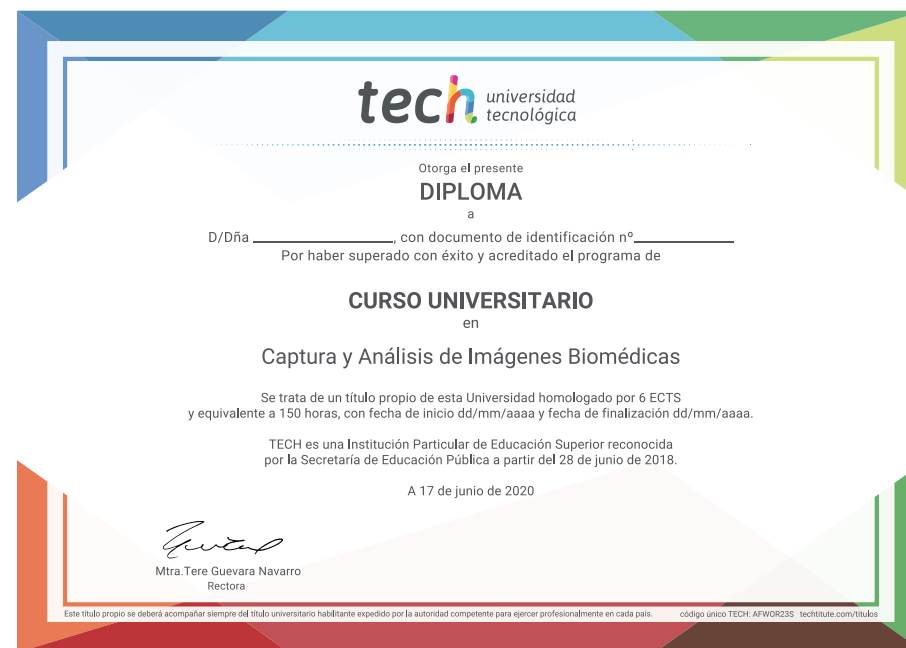 tech universidad
tecnológica
Otorga el presente
DIPLOMA
a
D/Dña ____________________, con documento de identificación nº______________
Por haber superado con éxito y acreditado el programa de
CURSO UNIVERSITARIO
en
Captura y Análisis de Imágenes Biomédicas
Se trata de un título propio de esta Universidad homologado por 6 ECTS
y equivalente a 150 horas, con fecha de inicio dd/mm/aaaa y fecha de finalización dd/mm/aaaa.
TECH es una Institución Particular de Educación Superior reconocida
por la Secretaría de Educación Pública a partir del 28 de junio de 2018.
A 17 de junio de 2020
Mtra.Tere Guevara Navarro
Rectora
Este título propio se deberá acompañar siempre del título universitario habilitante expedido por la autoridad competente para ejercer profesionalmente en cada país. código único TECH: AFWOR23S techtitute.com/titulos